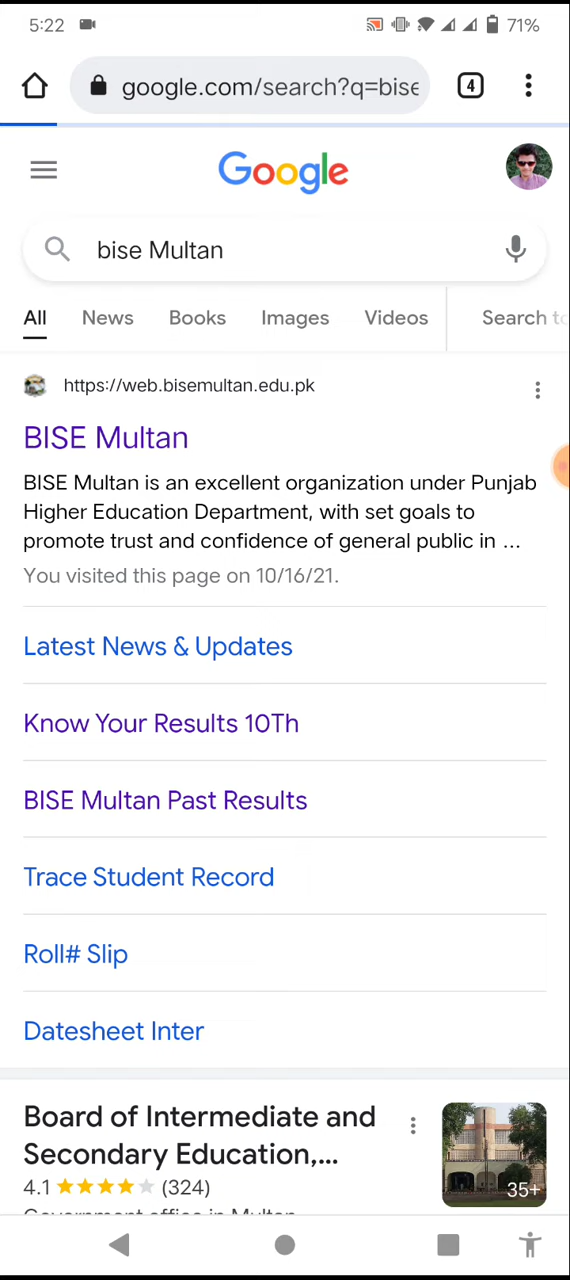 5:22
71%
google.com/search?q=bise
4
Google
bise Multan
All News Books Images Videos Search to
https://web.bisemultan.edu.pk
BISE Multan
BISE Multan is an excellent organization under Punjab
Higher Education Department, with set goals to
promote trust and confidence of general public in ...
You visited this page on 10/16/21.
Latest News & Updates
Know Your Results 10Th
BISE Multan Past Results
Trace Student Record
Roll# Slip
Datesheet Inter
Board of Intermediate and
Secondary Education,...
4.1 (324)
35+
Government office in Multan